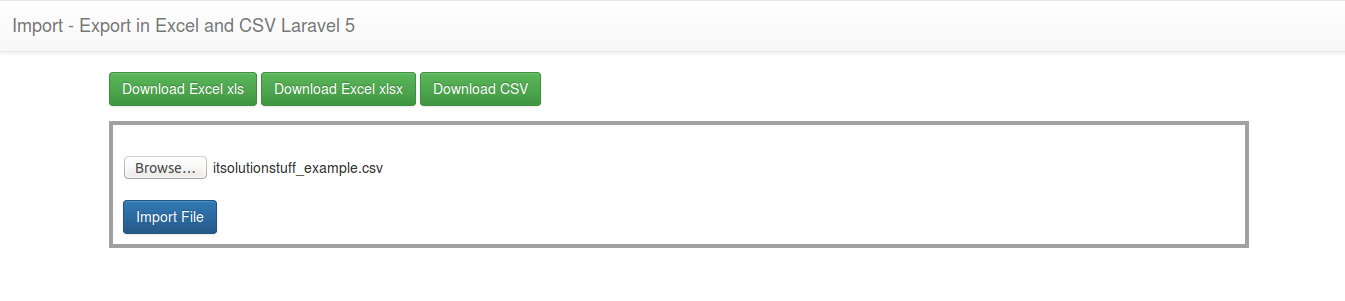 Import - Export in Excel and CSV Laravel 5
Download Excel xls Download Excel xlsx Download CSV
Browse... itsolutionstuff_example.csv
Import File